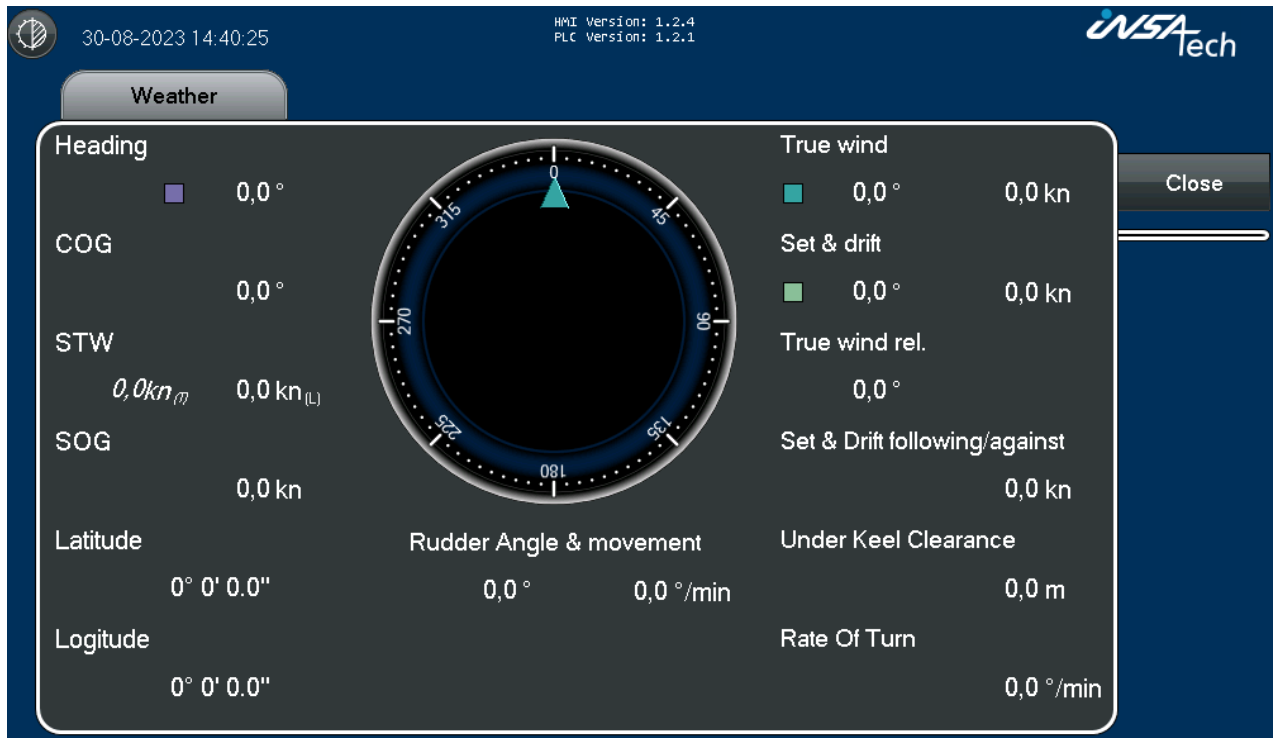 30-08-2023 14:40:25
HMI Version: 1.2.4
PLC Version: 1.2.1
iNSATech
Weather
Close
Heading
0,0 °
COG
0,0 °
STW
0,0kn (T) 0,0 kn (L)
SOG
0,0 kn
Latitude
0° 0' 0.0"
Logitude
0° 0' 0.0"
0
45
90
135
180
225
270
315
Rudder Angle & movement
0,0 ° 0,0 °/min
True wind
0,0 ° 0,0 kn
Set & drift
0,0 ° 0,0 kn
True wind rel.
0,0 °
Set & Drift following/against
0,0 kn
Under Keel Clearance
0,0 m
Rate Of Turn
0,0 °/min